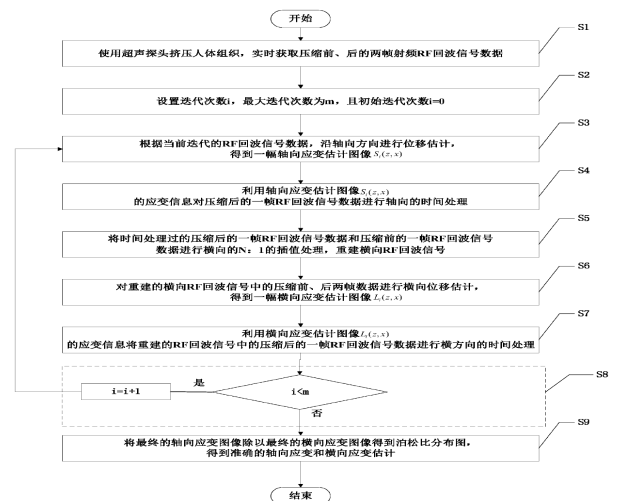 开始
S1
使用超声探头挤压人体组织，实时获取压缩前、后的两帧射频RF回波信号数据
S2
设置迭代次数i，最大迭代次数为m，且初始迭代次数i=0
S3
根据当前迭代的RF回波信号数据，沿轴向方向进行位移估计，
得到一幅轴向应变估计图像Sᵢ(z,x)
S4
利用轴向应变估计图像Sᵢ(z,x)
的应变信息对压缩后的一帧RF回波信号数据进行轴向的时间处理
S5
将时间处理过的压缩后的一帧RF回波信号数据和压缩前的一帧RF回波信号
数据进行横向的N：1的插值处理，重建横向RF回波信号
S6
对重建的横向RF回波信号中的压缩前、后两帧数据进行横向位移估计，
得到一幅横向应变估计图像Lᵢ(z,x)
S7
利用横向应变估计图像Lᵢ(z,x)
的应变信息将重建的RF回波信号中的压缩后的一帧RF回波信号数据进行横方向的时间处理
S8
i=i+1
是
i<m
否
S9
将最终的轴向应变图像除以最终的横向应变图像得到泊松比分布图，
得到准确的轴向应变和横向应变估计
结束